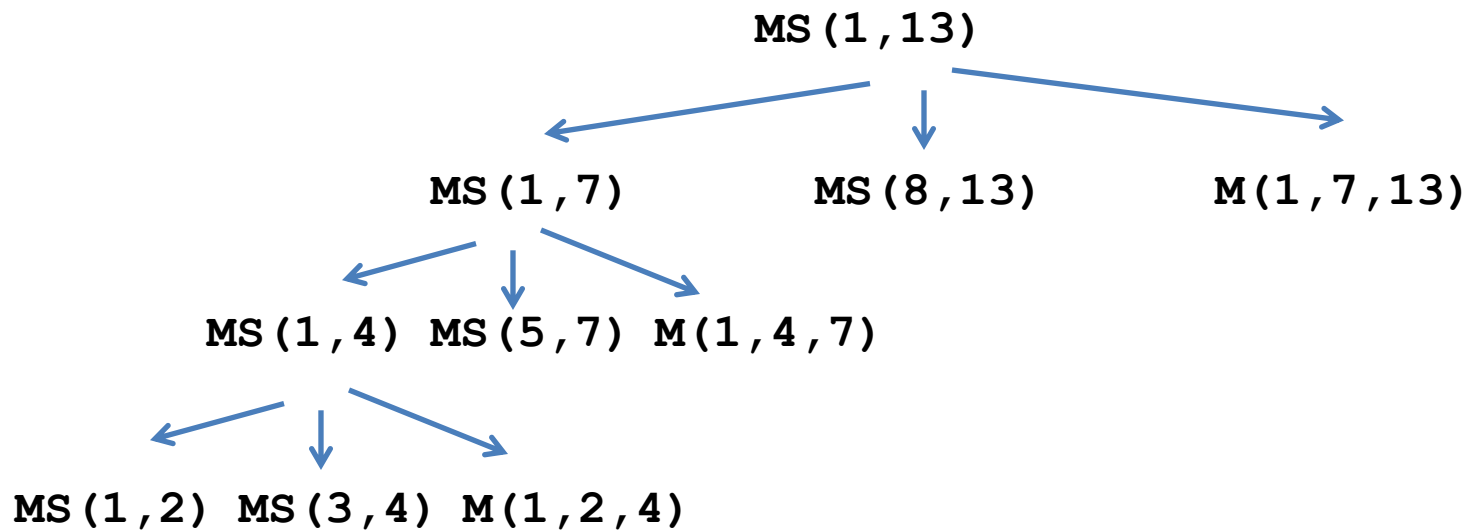 MS(1,13)
MS(1,7) MS(8,13) M(1,7,13)
MS(1,4) MS(5,7) M(1,4,7)
MS(1,2) MS(3,4) M(1,2,4)